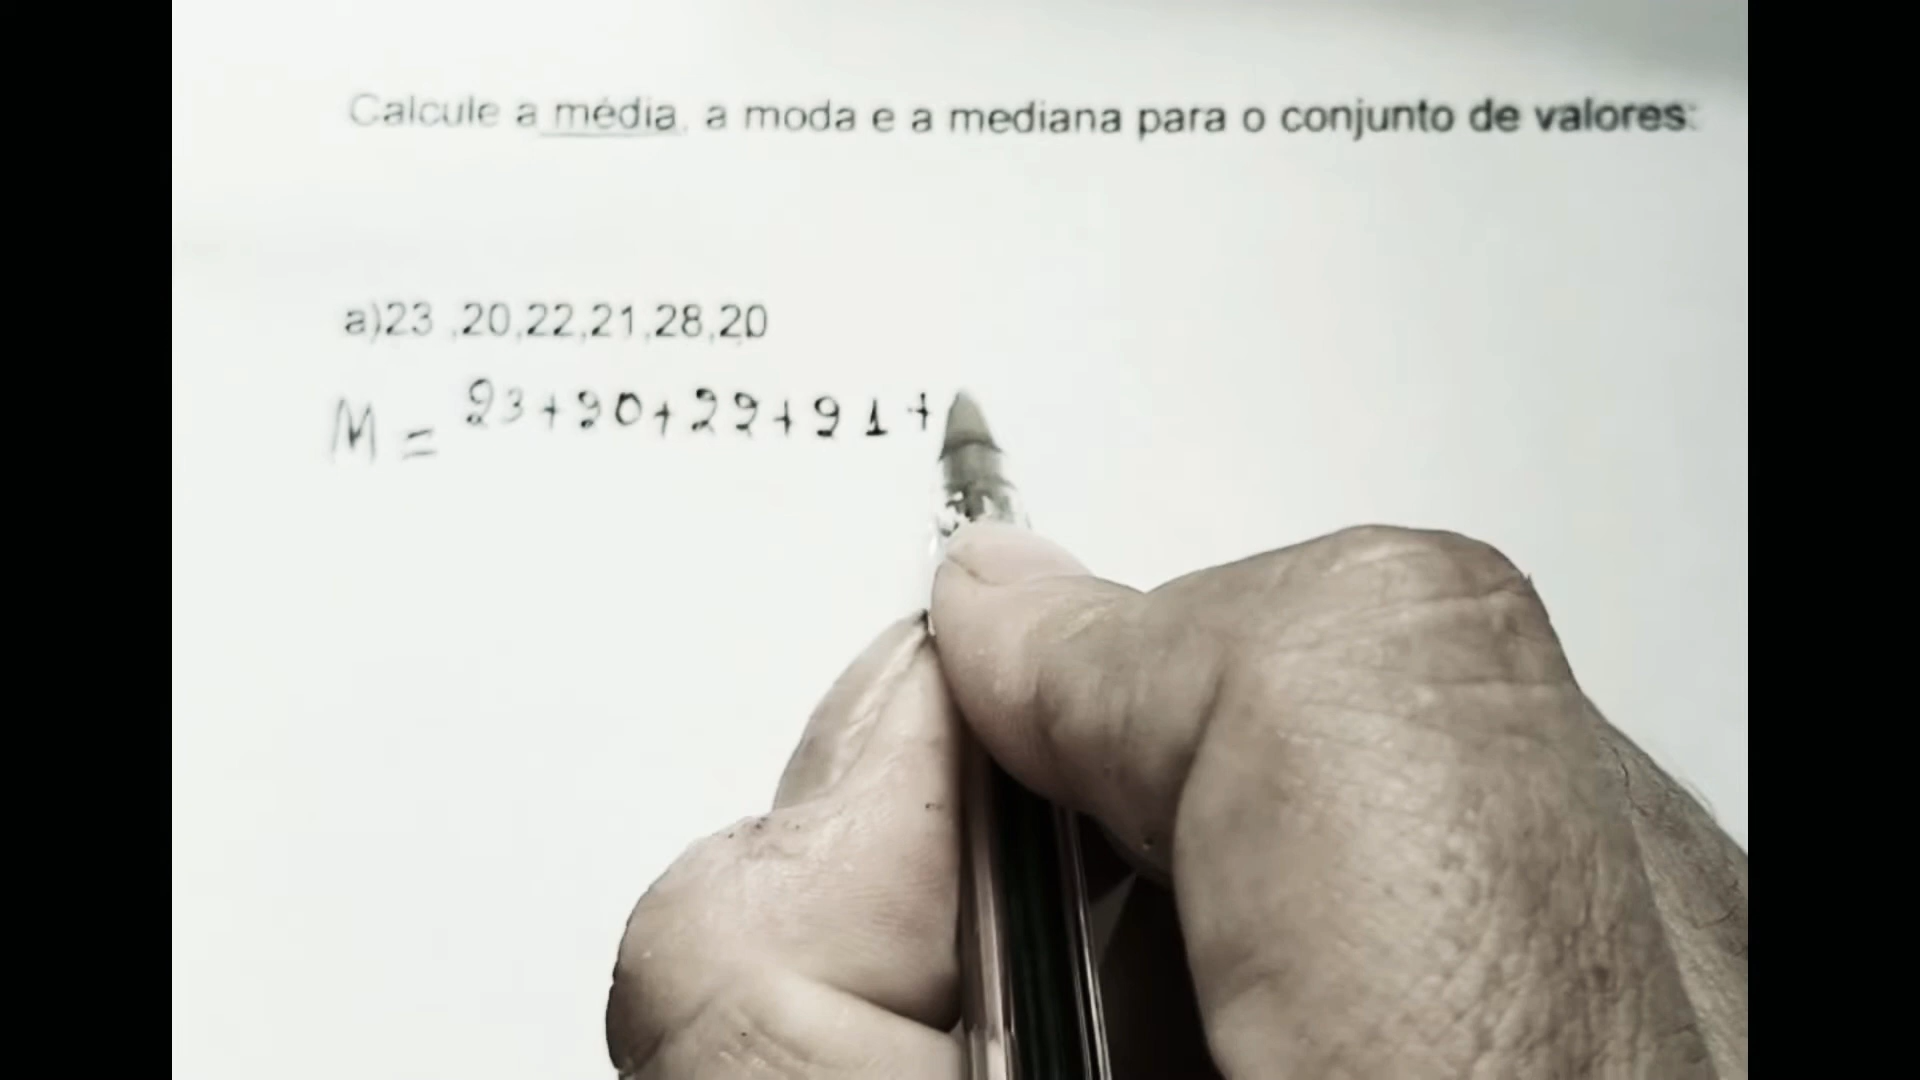 Calcule a média, a moda e a mediana para o conjunto de valores:
a)23 ,20,22,21,28,20
M = 23+20+22+21+